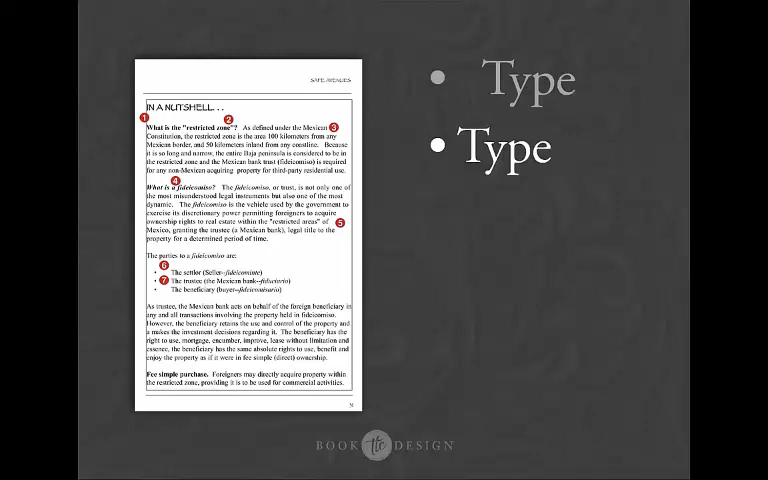 SAFE AVENUES
IN A NUTSHELL. . .
1
2
What is the "restricted zone"? As defined under the Mexican 3
Constitution, the restricted zone is the area 100 kilometers from any
Mexican border, and 50 kilometers inland from any coastline. Because
it is so long and narrow, the entire Baja peninsula is considered to be in
the restricted zone and the Mexican bank trust (fideicomiso) is required
for any non-Mexican acquiring property for third-party residential use.
4
What is a fideicomiso? The fideicomiso, or trust, is not only one of
the most misunderstood legal instruments but also one of the most
dynamic. The fideicomiso is the vehicle used by the government to
exercise its discretionary power permitting foreigners to acquire
ownership rights to real estate within the "restricted areas" of 5
Mexico, granting the trustee (a Mexican bank), legal title to the
property for a determined period of time.
The parties to a fideicomiso are:
6
• The settlor (Seller--fideicomitente)
• 7 The trustee (the Mexican bank--fiduciario)
• The beneficiary (buyer--fideicomisario)
As trustee, the Mexican bank acts on behalf of the foreign beneficiary in
any and all transactions involving the property held in fideicomiso.
However, the beneficiary retains the use and control of the property and
a makes the investment decisions regarding it. The beneficiary has the
right to use, mortgage, encumber, improve, lease without limitation and
essence, the beneficiary has the same absolute rights to use, benefit and
enjoy the property as if it were in fee simple (direct) ownership.
Fee simple purchase. Foreigners may directly acquire property within
the restricted zone, providing it is to be used for commercial activities.
• Type
• Type
BOOK tlc DESIGN